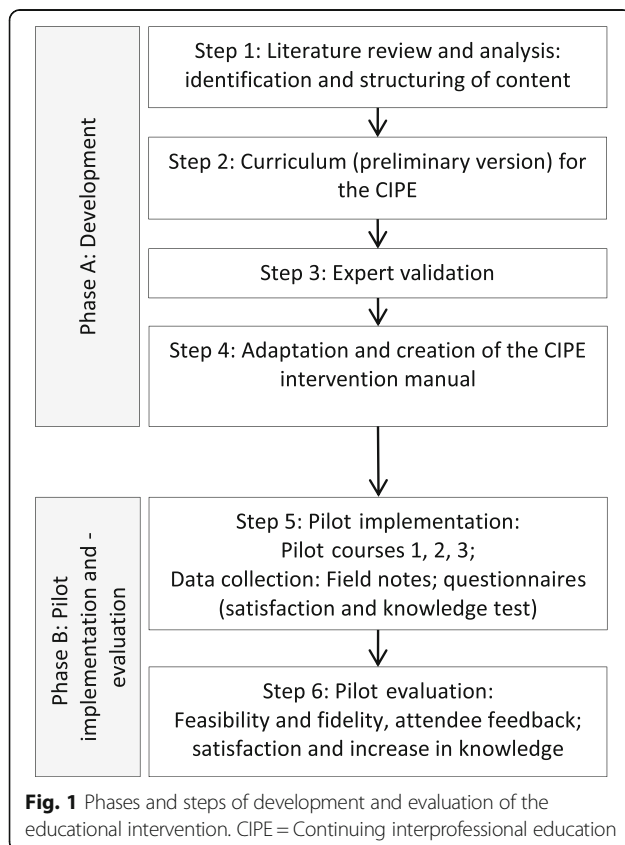 Phase A: Development
Step 1: Literature review and analysis:
identification and structuring of content
Step 2: Curriculum (preliminary version) for
the CIPE
Step 3: Expert validation
Step 4: Adaptation and creation of the CIPE
intervention manual
Phase B: Pilot
implementation and -
evaluation
Step 5: Pilot implementation:
Pilot courses 1, 2, 3;
Data collection: Field notes; questionnaires
(satisfaction and knowledge test)
Step 6: Pilot evaluation:
Feasibility and fidelity, attendee feedback;
satisfaction and increase in knowledge
Fig. 1 Phases and steps of development and evaluation of the
educational intervention. CIPE = Continuing interprofessional education